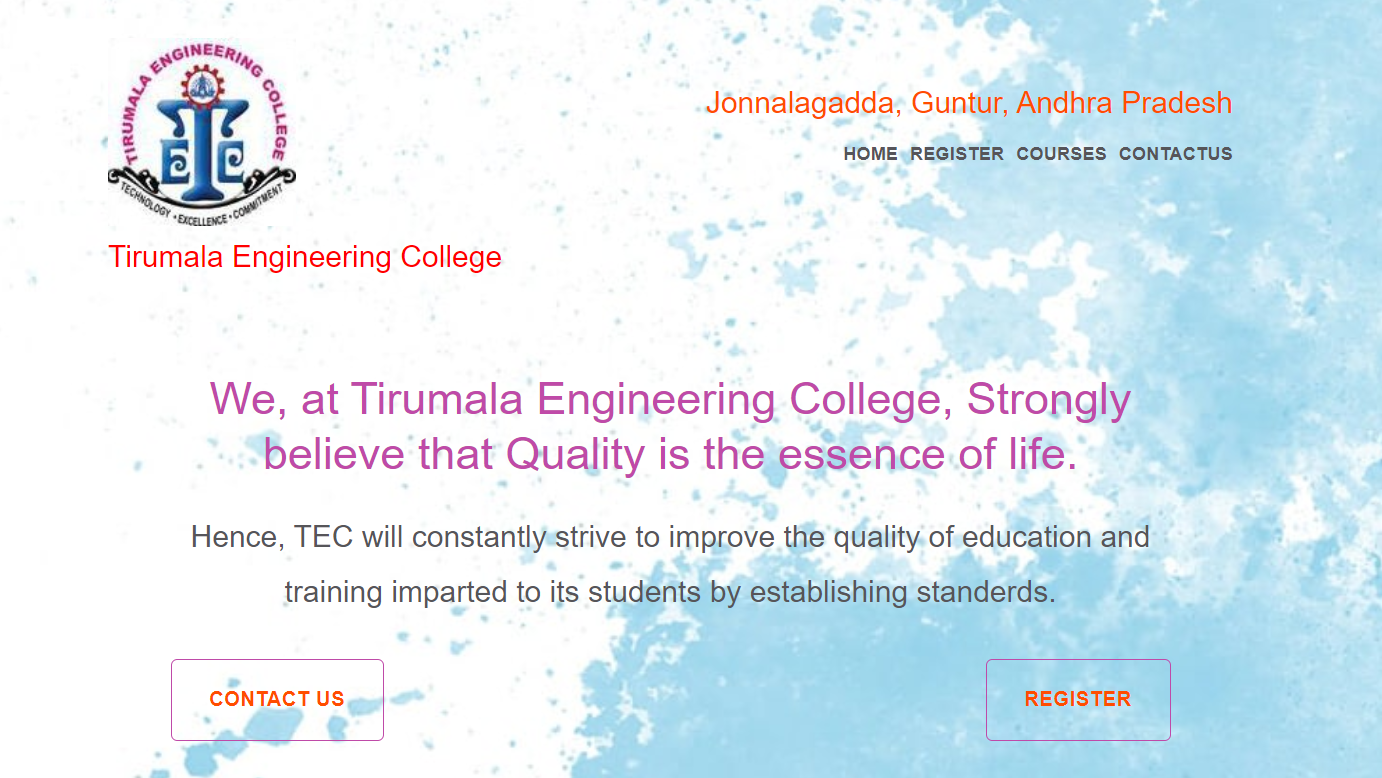 TIRUMALA ENGINEERING COLLEGE
ETC
TECHNOLOGY • EXCELLENCE • COMMITMENT
Tirumala Engineering College
Jonnalagadda, Guntur, Andhra Pradesh
HOME REGISTER COURSES CONTACTUS
We, at Tirumala Engineering College, Strongly
believe that Quality is the essence of life.
Hence, TEC will constantly strive to improve the quality of education and
training imparted to its students by establishing standerds.
CONTACT US
REGISTER